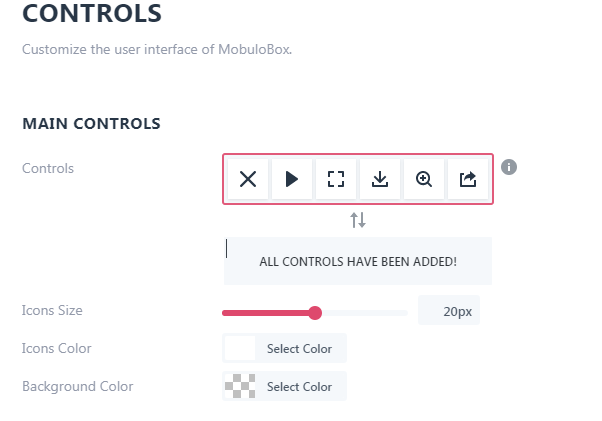 CONTROLS
Customize the user interface of MobuloBox.
MAIN CONTROLS
Controls
ALL CONTROLS HAVE BEEN ADDED!
Icons Size
20px
Icons Color
Select Color
Background Color
Select Color